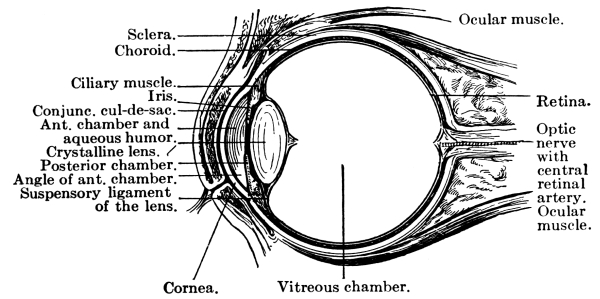 Ocular muscle.
Sclera.
Choroid.
Ciliary muscle.
Iris.
Conjunc. cul-de-sac.
Ant. chamber and
aqueous humor.
Crystalline lens.
Posterior chamber.
Angle of ant. chamber.
Suspensory ligament
of the lens.
Retina.
Optic
nerve
with
central
retinal
artery.
Ocular
muscle.
Cornea.
Vitreous chamber.